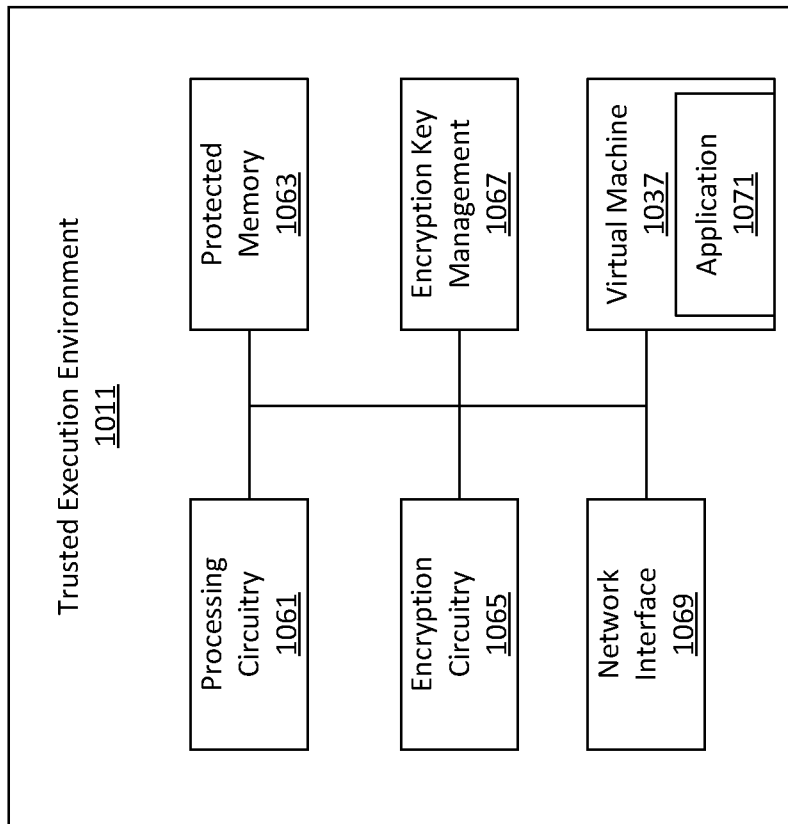 Trusted Execution Environment
1011
Processing
Circuitry
1061
Protected
Memory
1063
Encryption
Circuitry
1065
Encryption Key
Management
1067
Network
Interface
1069
Virtual Machine
1037
Application
1071